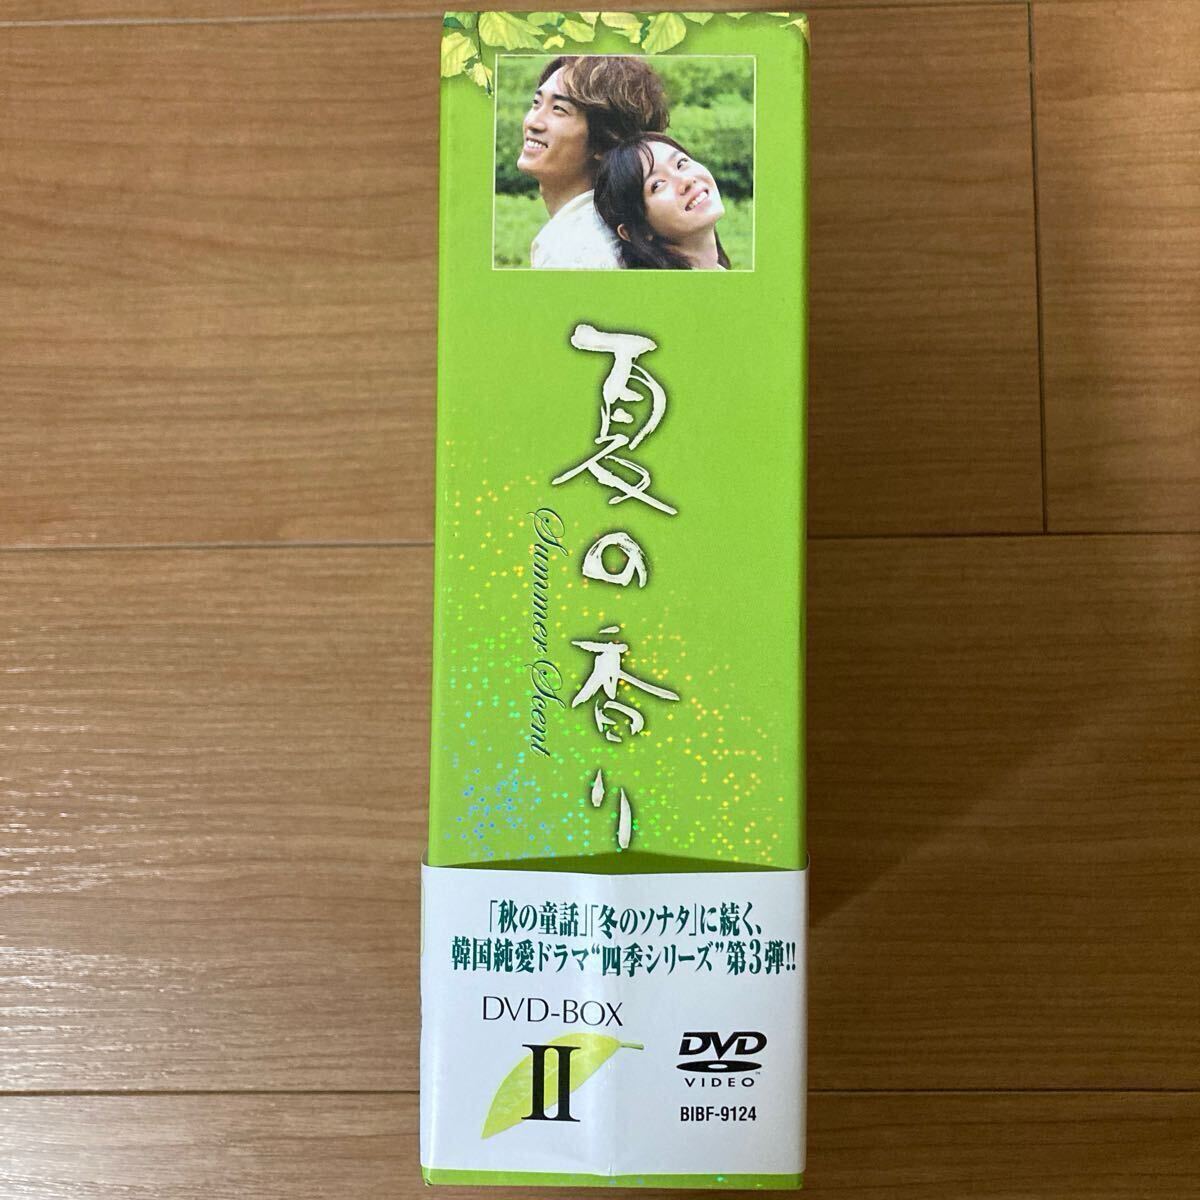 夏の香り
Summer Scent
「秋の童話」「冬のソナタ」に続く、
韓国純愛ドラマ“四季シリーズ”第3弾!!
DVD-BOX
II
DVD
VIDEO™
BIBF-9124